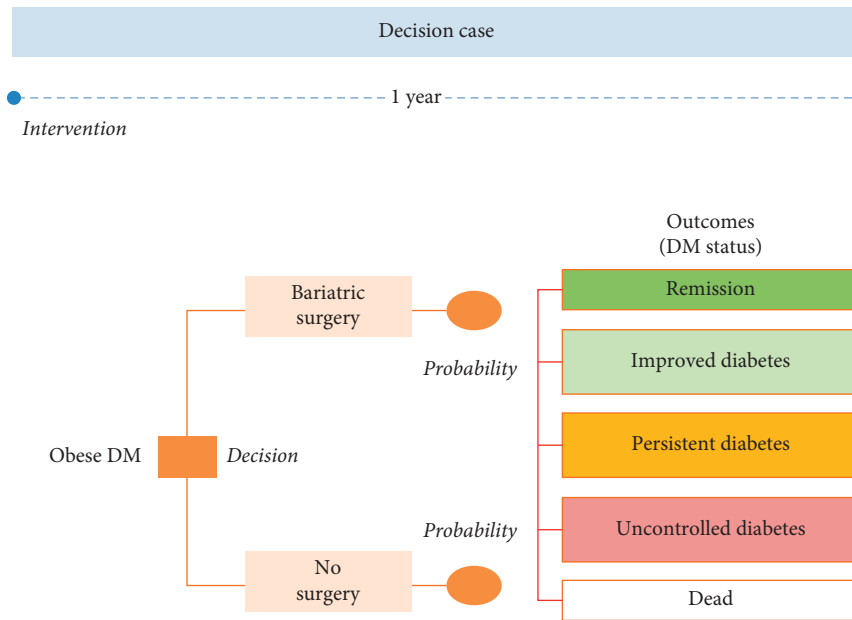 Decision case
1 year
Intervention
Outcomes
(DM status)
Bariatric
surgery
Remission
Probability
Improved diabetes
Obese DM
Decision
Persistent diabetes
Probability
Uncontrolled diabetes
No
surgery
Dead